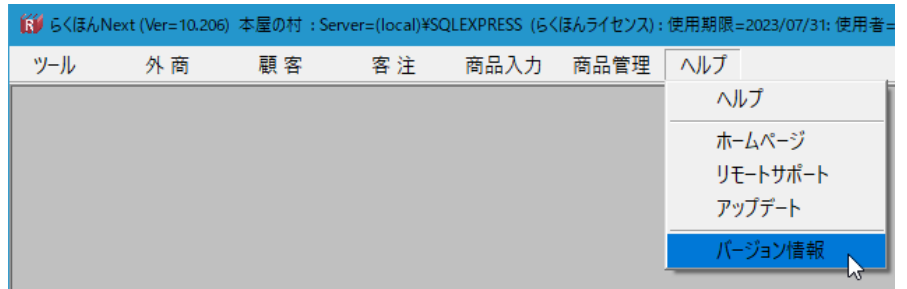 らくほんNext (Ver=10.206) 本屋の村 : Server=(local)¥SQLEXPRESS (らくほんライセンス) : 使用期限=2023/07/31: 使用者=
ツール 外 商 顧 客 客 注 商品入力 商品管理 ヘルプ
ヘルプ
ホームページ
リモートサポート
アップデート
バージョン情報